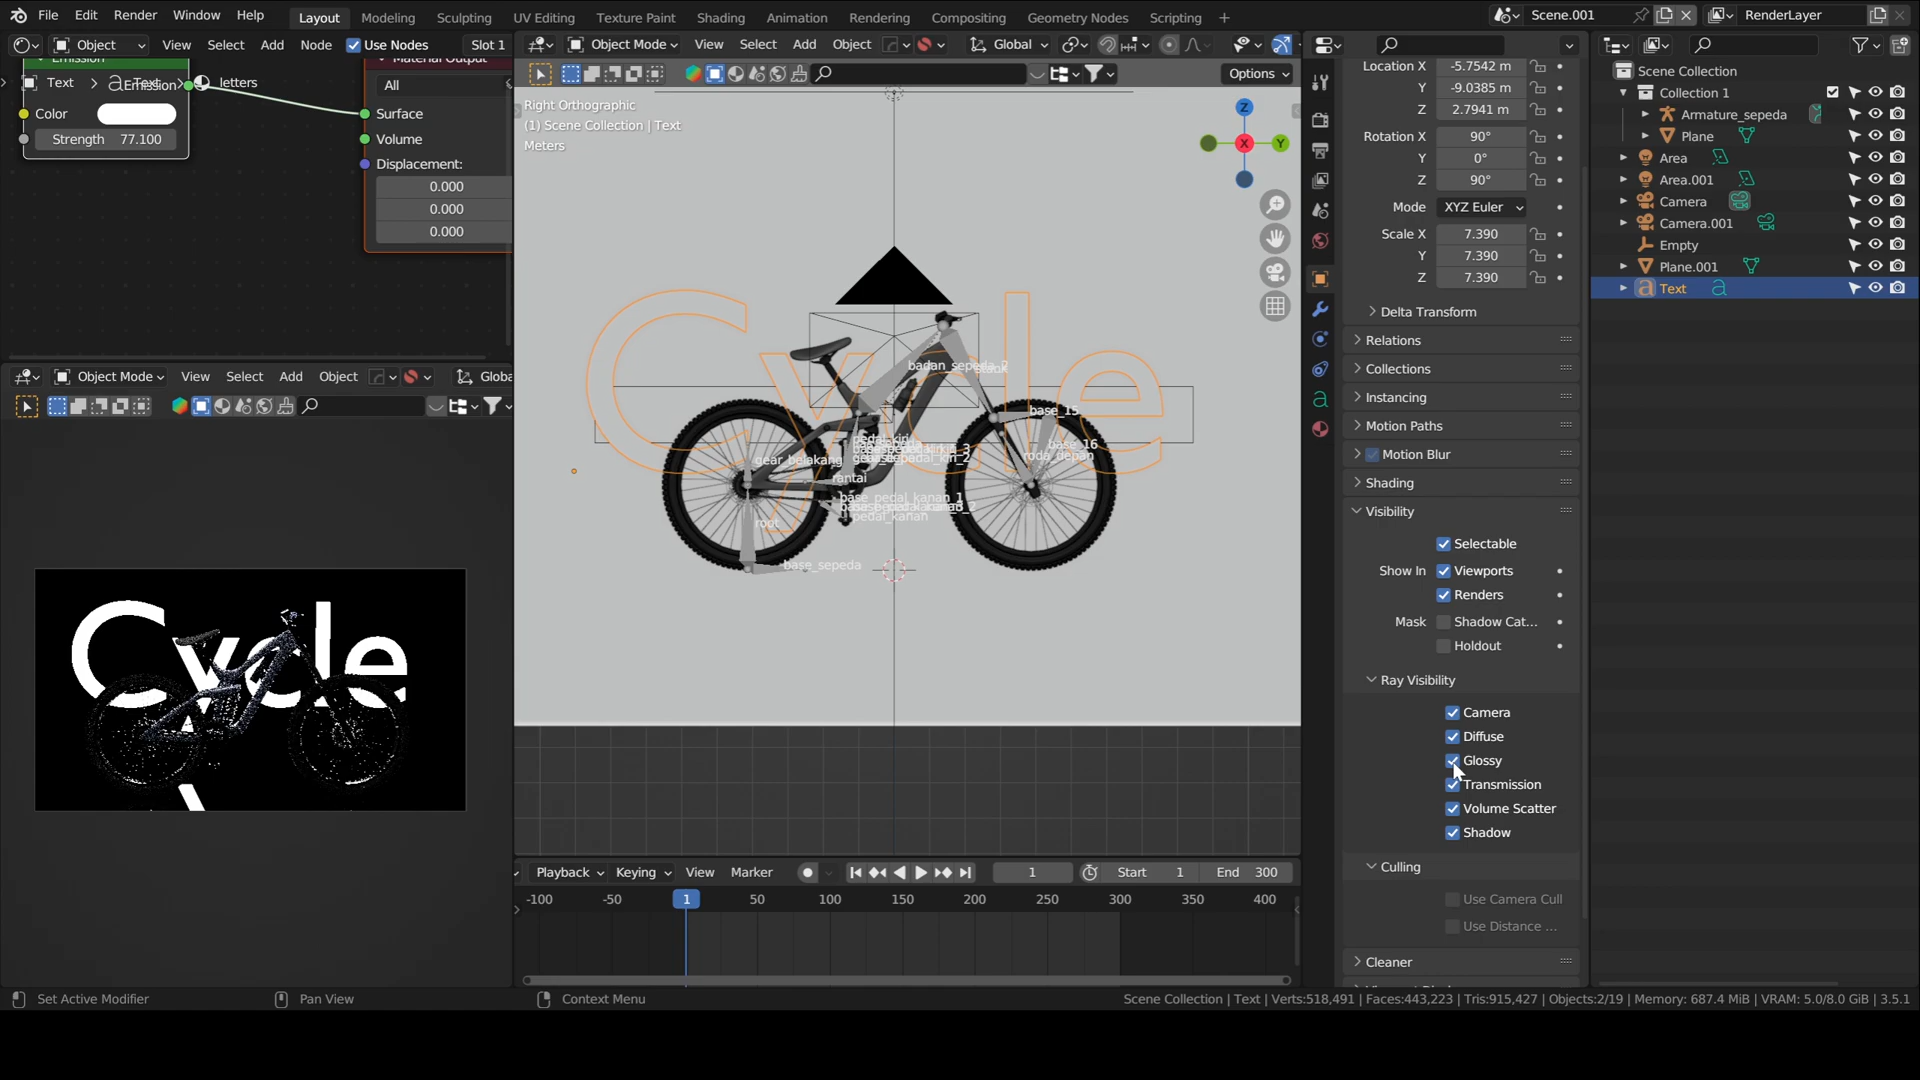 File Edit Render Window Help Layout Modeling Sculpting UV Editing Texture Paint Shading Animation Rendering Compositing Geometry Nodes Scripting + Scene.001 RenderLayer
Object View Select Add Node Use Nodes Slot 1
Emission
Text > Text > letters
Emission
Color
Strength 77.100
Material Output
All
Surface
Volume
Displacement:
0.000
0.000
0.000
Object Mode View Select Add Object Global
Options
Right Orthographic
(1) Scene Collection | Text
Meters
Z
X
Y
Cycle
badan_sepeda_2
base_15
base_16
roda_depan
pedal_kiri
gear_belakang
rantai
base_pedal_kanan_1
pedal_kanan
root
base_sepeda
Object Mode View Select Add Object Globa
Cycle
Playback Keying View Marker 1 Start 1 End 300
-100 -50 1 50 100 150 200 250 300 350 400
Location X -5.7542 m
Y -9.0385 m
Z 2.7941 m
Rotation X 90°
Y 0°
Z 90°
Mode XYZ Euler
Scale X 7.390
Y 7.390
Z 7.390
Delta Transform
Relations
Collections
Instancing
Motion Paths
Motion Blur
Shading
Visibility
Selectable
Show In Viewports
Renders
Mask Shadow Cat...
Holdout
Ray Visibility
Camera
Diffuse
Glossy
Transmission
Volume Scatter
Shadow
Culling
Use Camera Cull
Use Distance ...
Cleaner
Scene Collection
Collection 1
Armature_sepeda
Plane
Area
Area.001
Camera
Camera.001
Empty
Plane.001
Text
Set Active Modifier Pan View Context Menu Scene Collection | Text | Verts:518,491 | Faces:443,223 | Tris:915,427 | Objects:2/19 | Memory: 687.4 MiB | VRAM: 5.0/8.0 GiB | 3.5.1